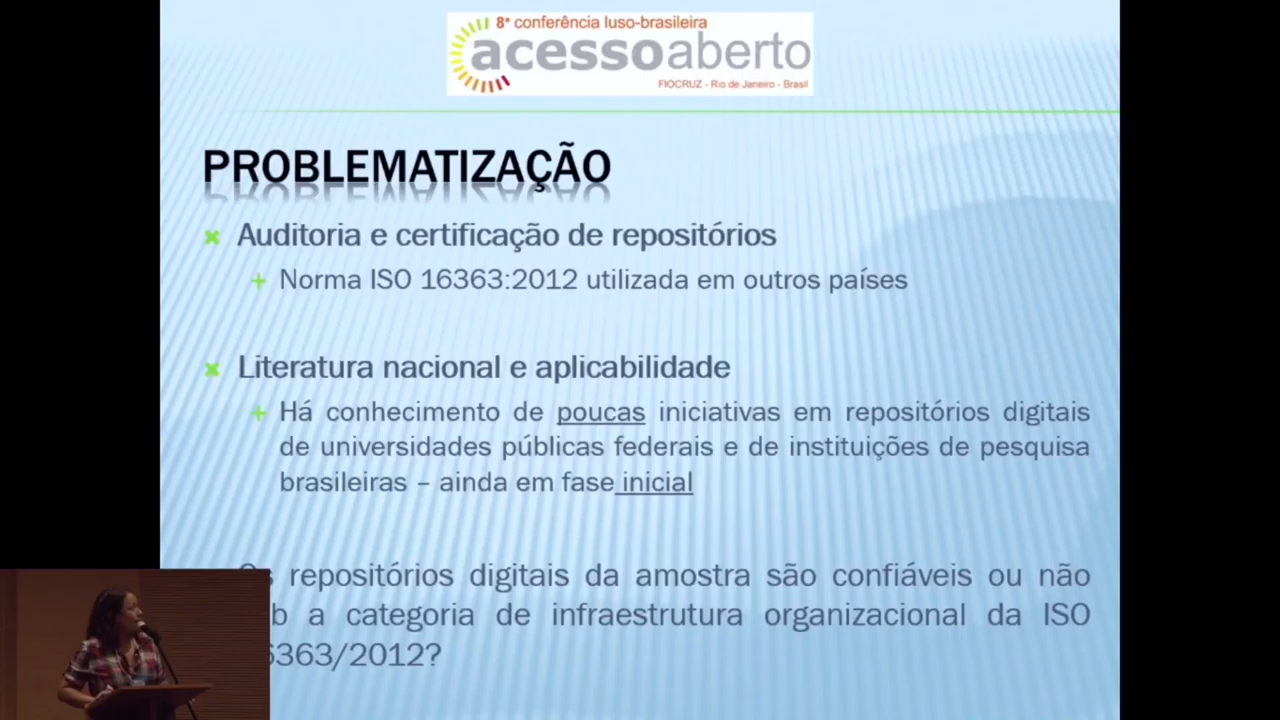 8ª conferência luso-brasileira
acessoaberto
FIOCRUZ - Rio de Janeiro - Brasil
PROBLEMATIZAÇÃO
Auditoria e certificação de repositórios
Norma ISO 16363:2012 utilizada em outros países
Literatura nacional e aplicabilidade
Há conhecimento de poucas iniciativas em repositórios digitais
de universidades públicas federais e de instituições de pesquisa
brasileiras – ainda em fase inicial
repositórios digitais da amostra são confiáveis ou não
a categoria de infraestrutura organizacional da ISO
6363/2012?